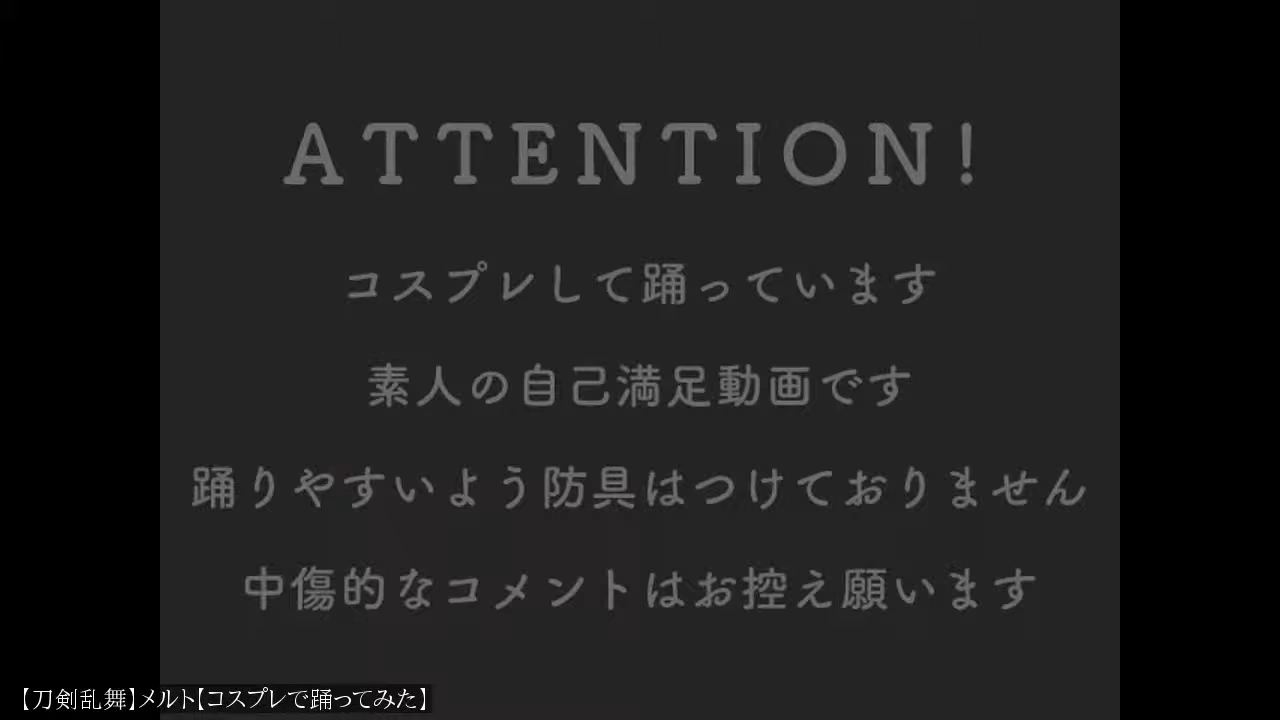 ATTENTION!
コスプレして踊っています
素人の自己満足動画です
踊りやすいよう防具はつけておりません
中傷的なコメントはお控え願います
【刀剣乱舞】メルト【コスプレで踊ってみた】